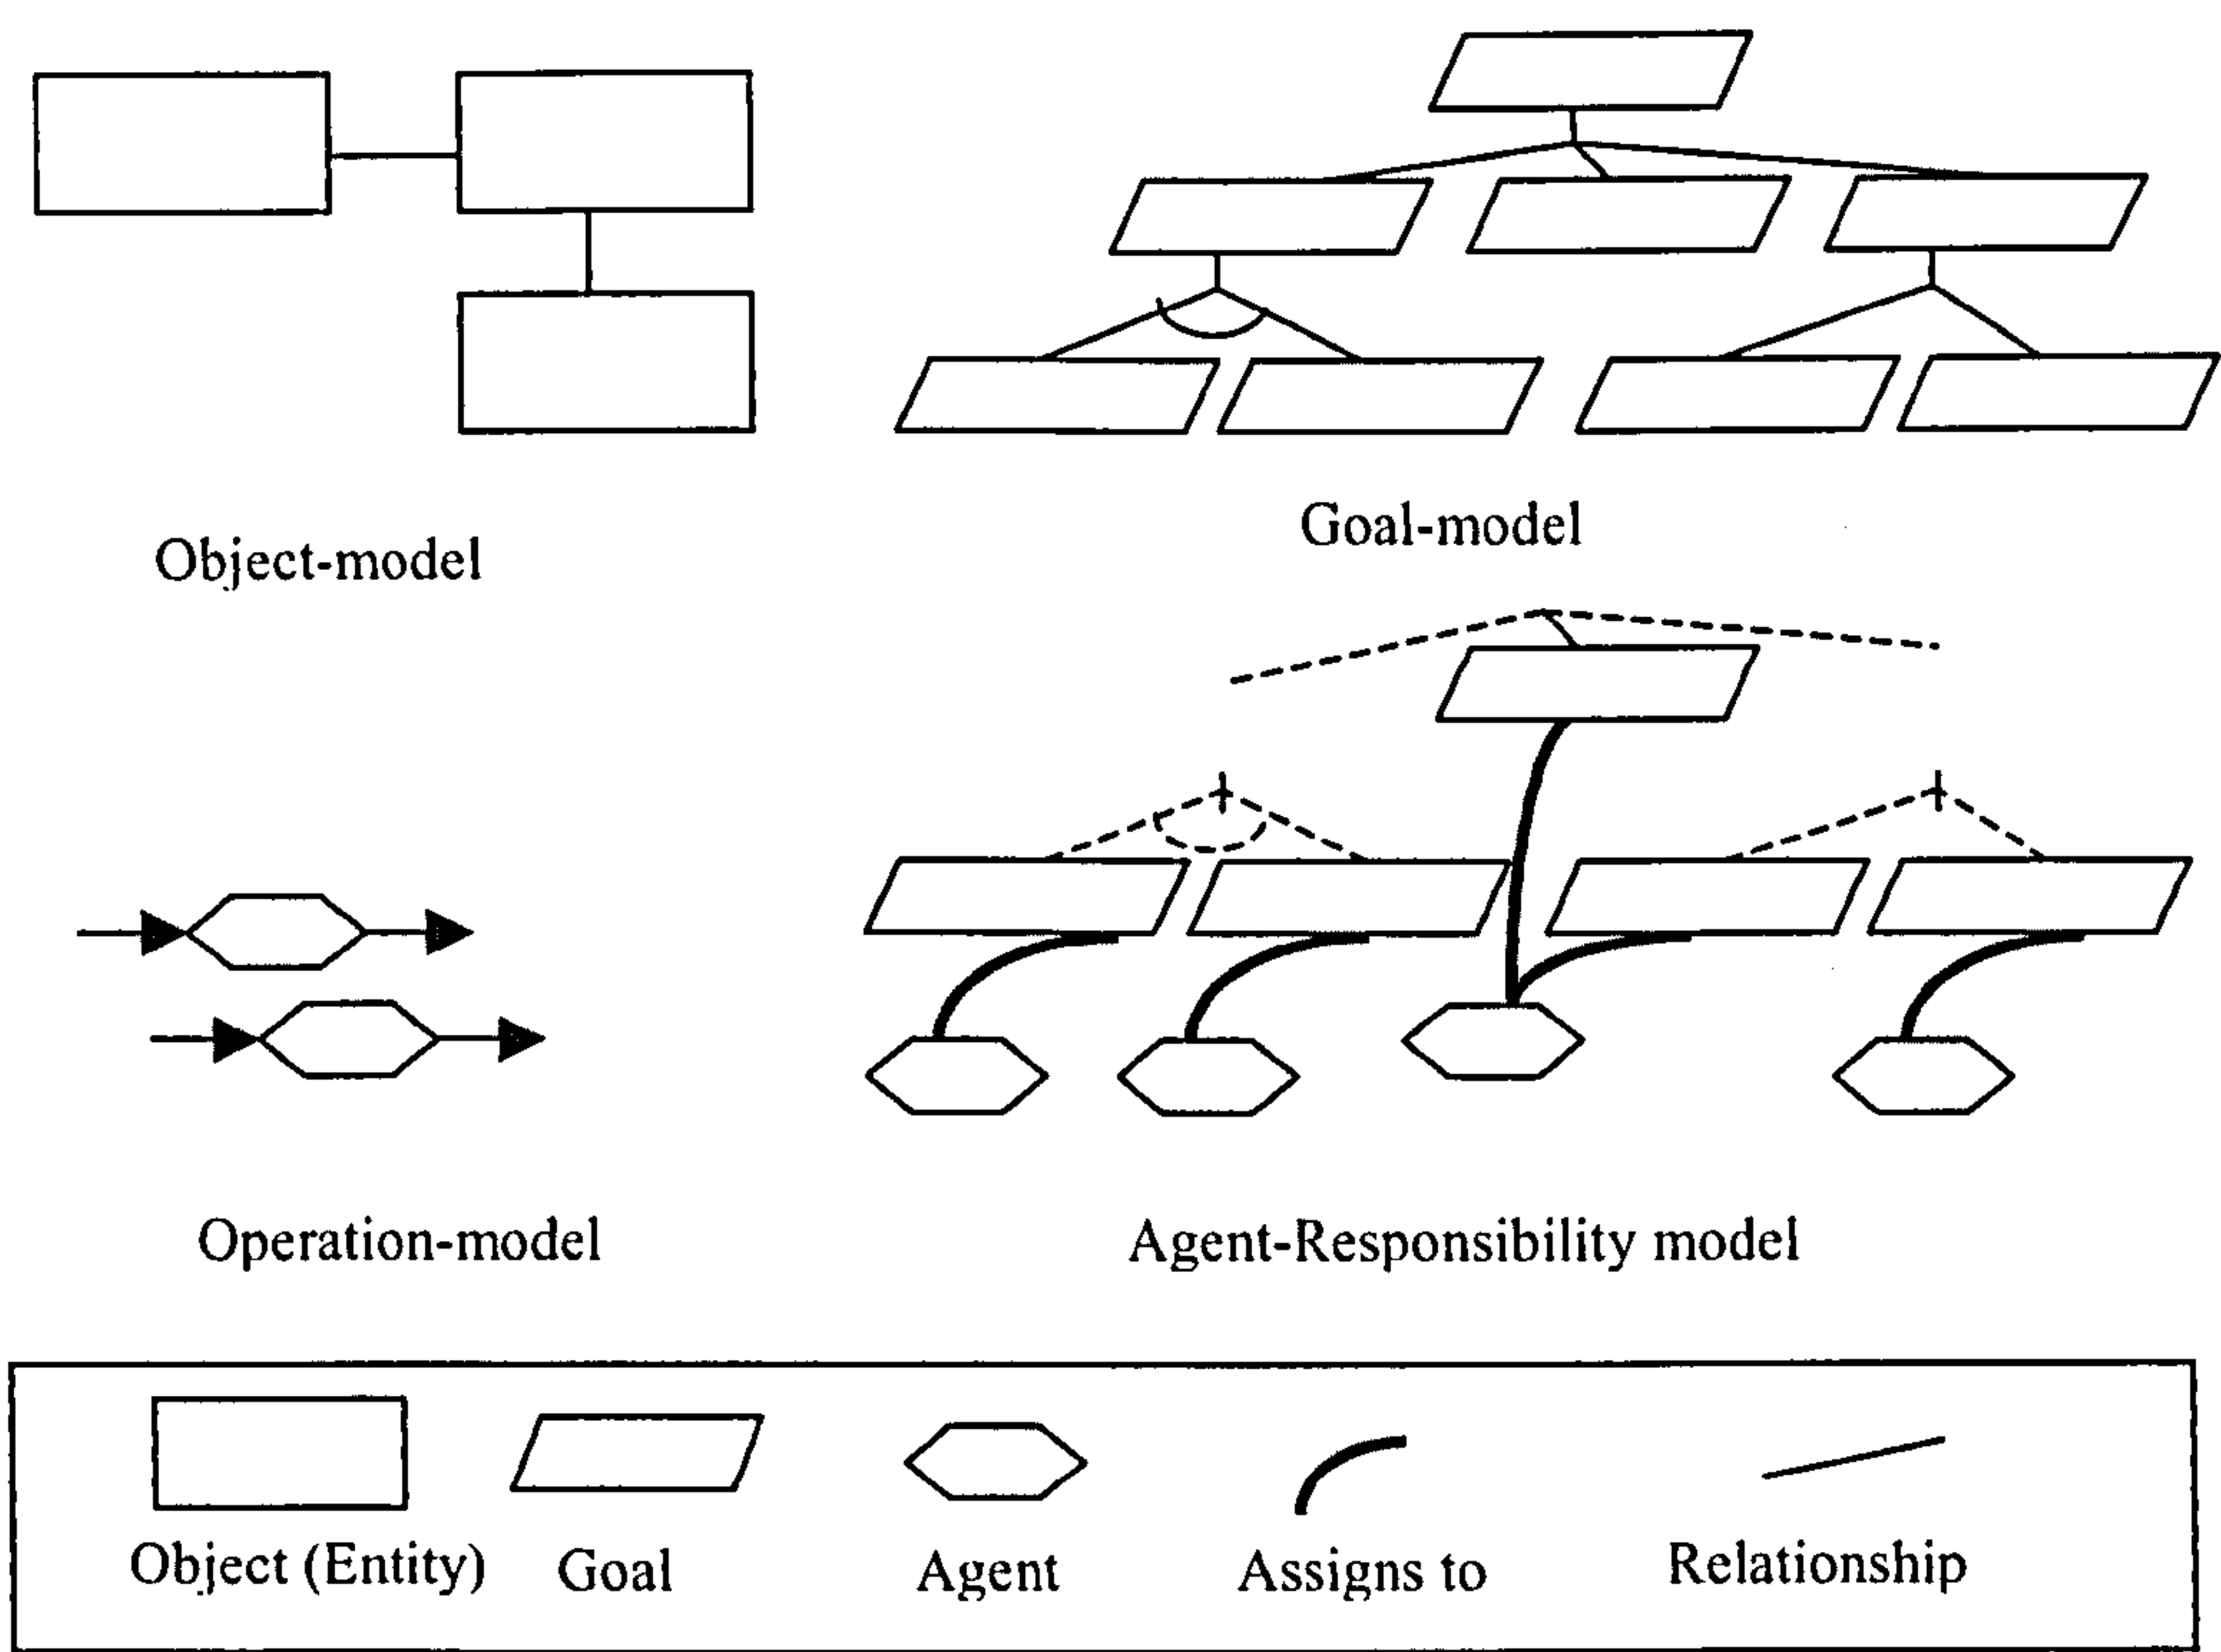 Object-model
Goal-model
Operation-model
Agent-Responsibility model
Object (Entity)
Goal
Agent
Assigns to
Relationship